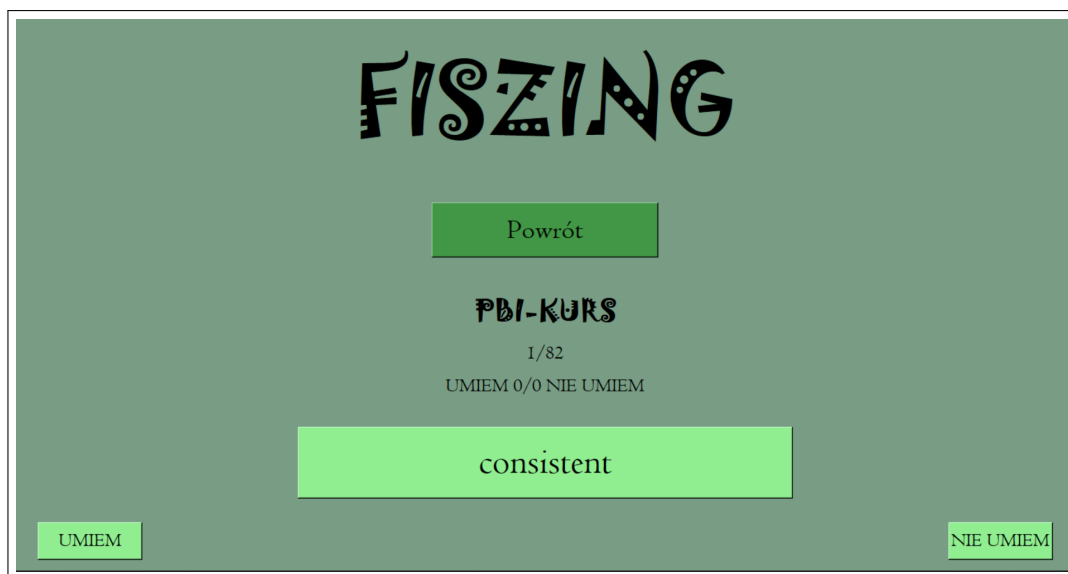 FISZING
Powrót
PBI-KURS
1/82
UMIEM 0/0 NIE UMIEM
consistent
UMIEM
NIE UMIEM